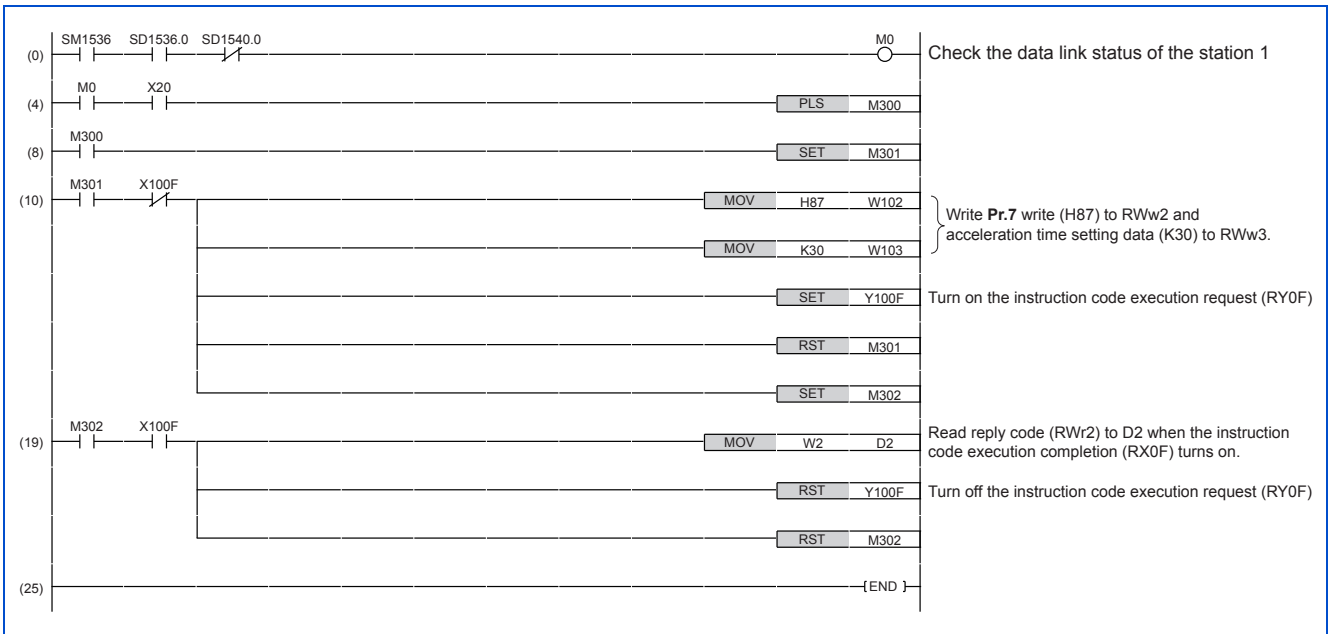 SM1536 SD1536.0 SD1540.0 M0
(0) Check the data link status of the station 1
M0 X20
(4) PLS M300
M300
(8) SET M301
M301 X100F
(10) MOV H87 W102
Write Pr.7 write (H87) to RWw2 and
acceleration time setting data (K30) to RWw3.
MOV K30 W103
SET Y100F Turn on the instruction code execution request (RY0F)
RST M301
SET M302
M302 X100F
(19) MOV W2 D2
Read reply code (RWr2) to D2 when the instruction
code execution completion (RX0F) turns on.
RST Y100F Turn off the instruction code execution request (RY0F)
RST M302
(25) [END]